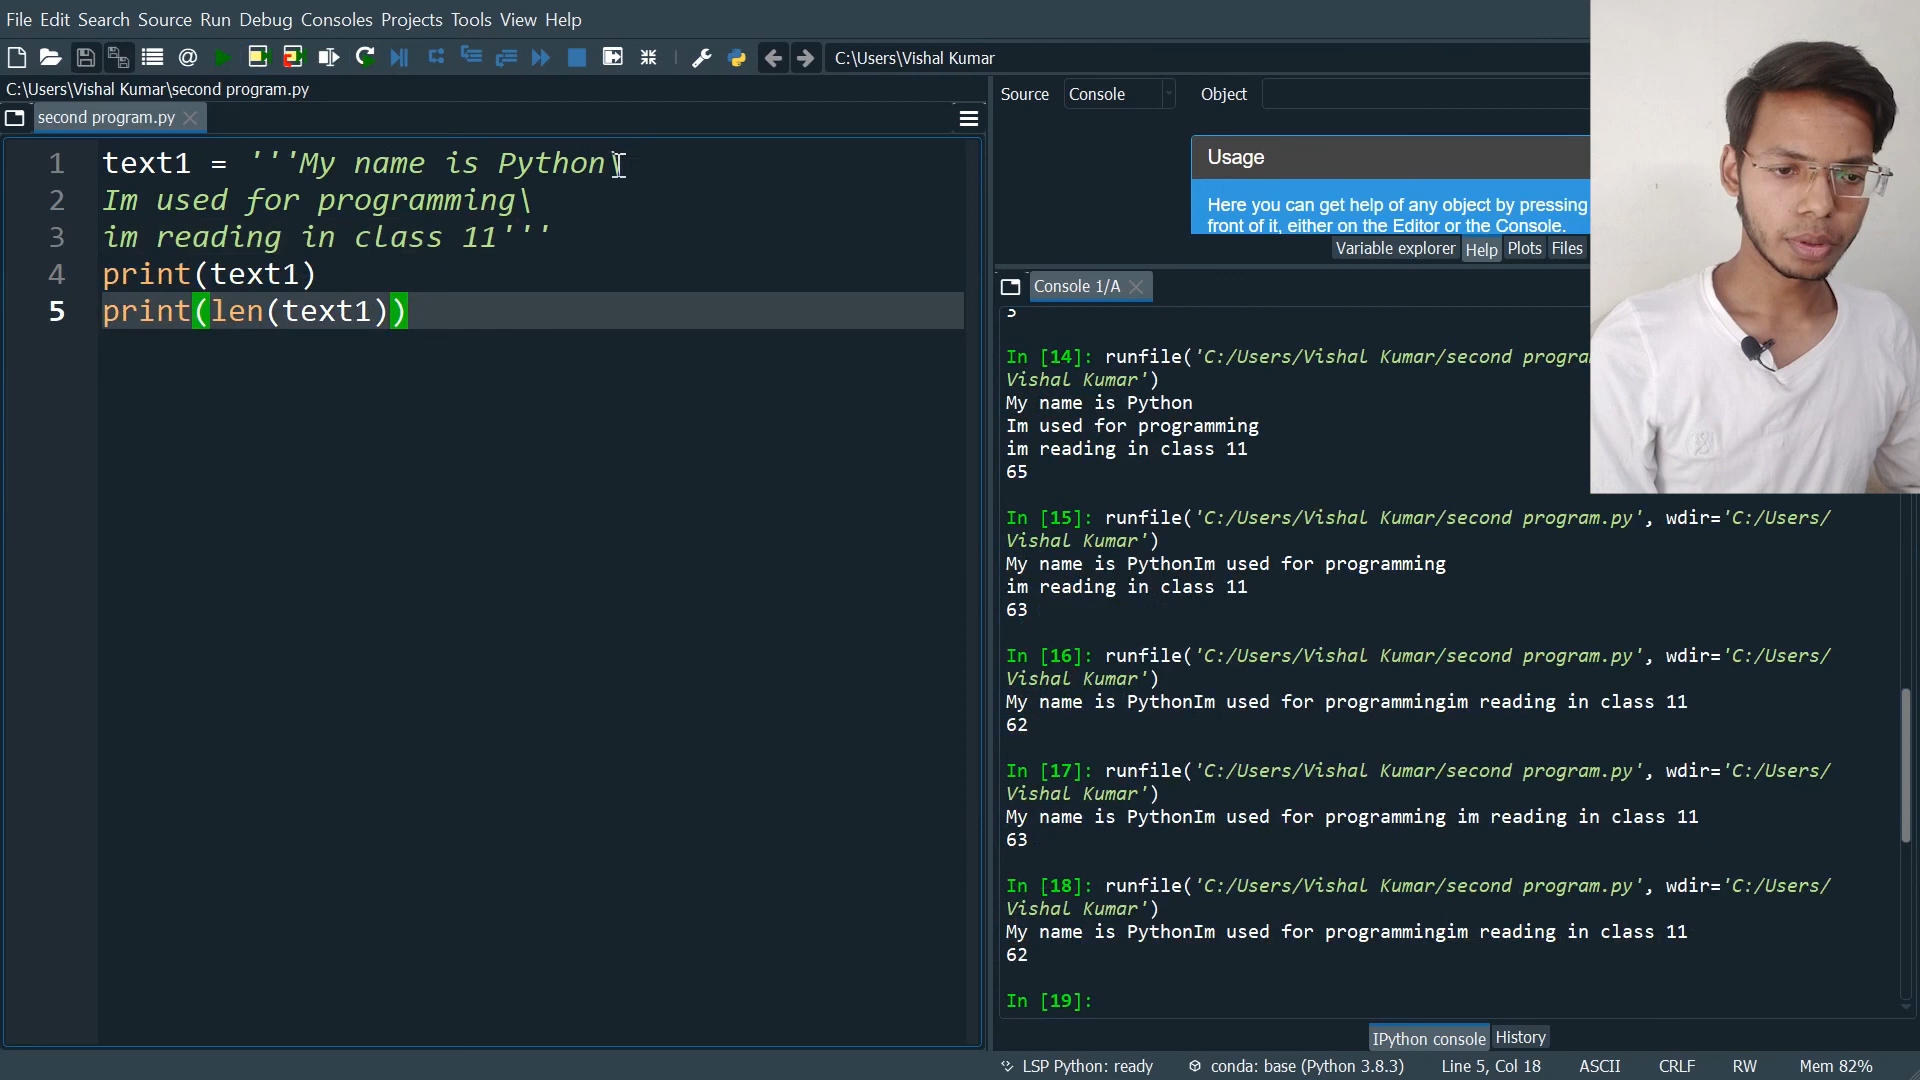 File Edit Search Source Run Debug Consoles Projects Tools View Help
C:\Users\Vishal Kumar
C:\Users\Vishal Kumar\second program.py
second program.py
1 text1 = '''My name is Python\
2 Im used for programming\
3 im reading in class 11'''
4 print(text1)
5 print(len(text1))
Source Console Object
Usage
Here you can get help of any object by pressing
front of it, either on the Editor or the Console.
Variable explorer Help Plots Files
Console 1/A
In [14]: runfile('C:/Users/Vishal Kumar/second progra
Vishal Kumar')
My name is Python
Im used for programming
im reading in class 11
65
In [15]: runfile('C:/Users/Vishal Kumar/second program.py', wdir='C:/Users/
Vishal Kumar')
My name is PythonIm used for programming
im reading in class 11
63
In [16]: runfile('C:/Users/Vishal Kumar/second program.py', wdir='C:/Users/
Vishal Kumar')
My name is PythonIm used for programmingim reading in class 11
62
In [17]: runfile('C:/Users/Vishal Kumar/second program.py', wdir='C:/Users/
Vishal Kumar')
My name is PythonIm used for programming im reading in class 11
63
In [18]: runfile('C:/Users/Vishal Kumar/second program.py', wdir='C:/Users/
Vishal Kumar')
My name is PythonIm used for programmingim reading in class 11
62
In [19]:
IPython console History
LSP Python: ready conda: base (Python 3.8.3) Line 5, Col 18 ASCII CRLF RW Mem 82%